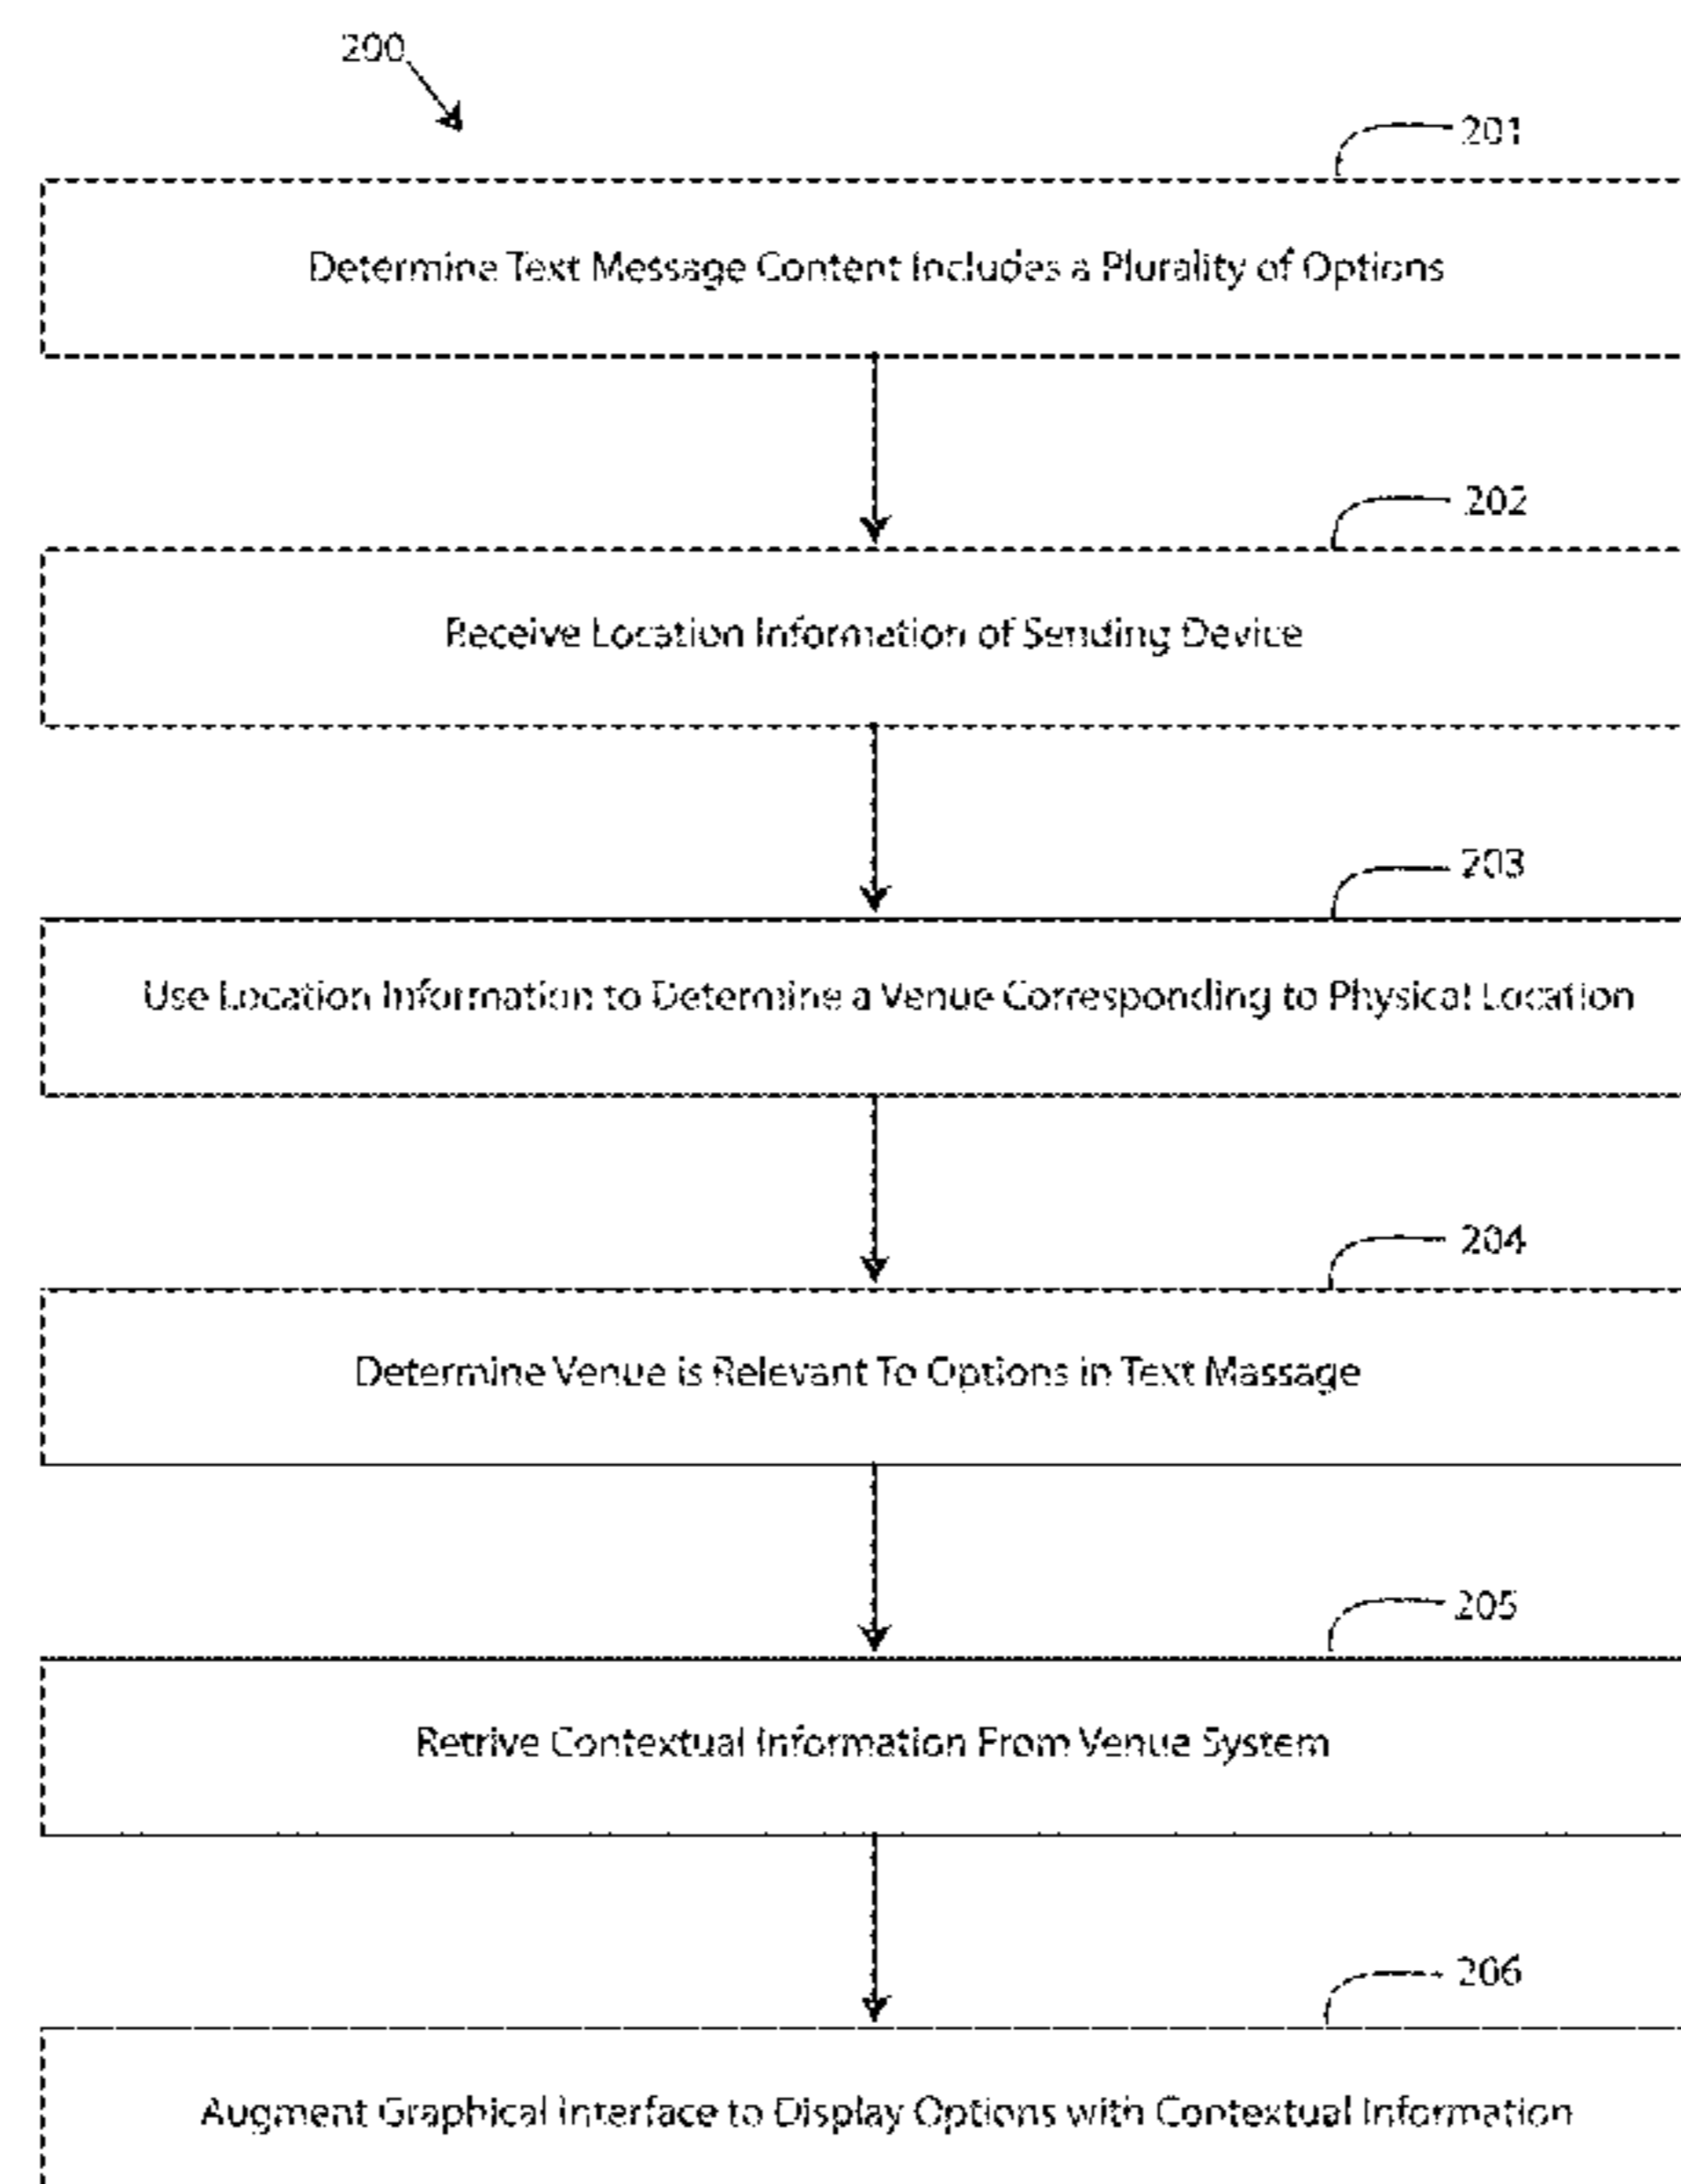 200
201
Determine Text Message Content Includes a Plurality of Options
202
Receive Location Information of Sending Device
203
Use Location Information to Determine a Venue Corresponding to Physical Location
204
Determine Venue is Relevant To Options in Text Massage
205
Retrive Contextual Information From Venue System
206
Augment Graphical Interface to Display Options with Contextual Information